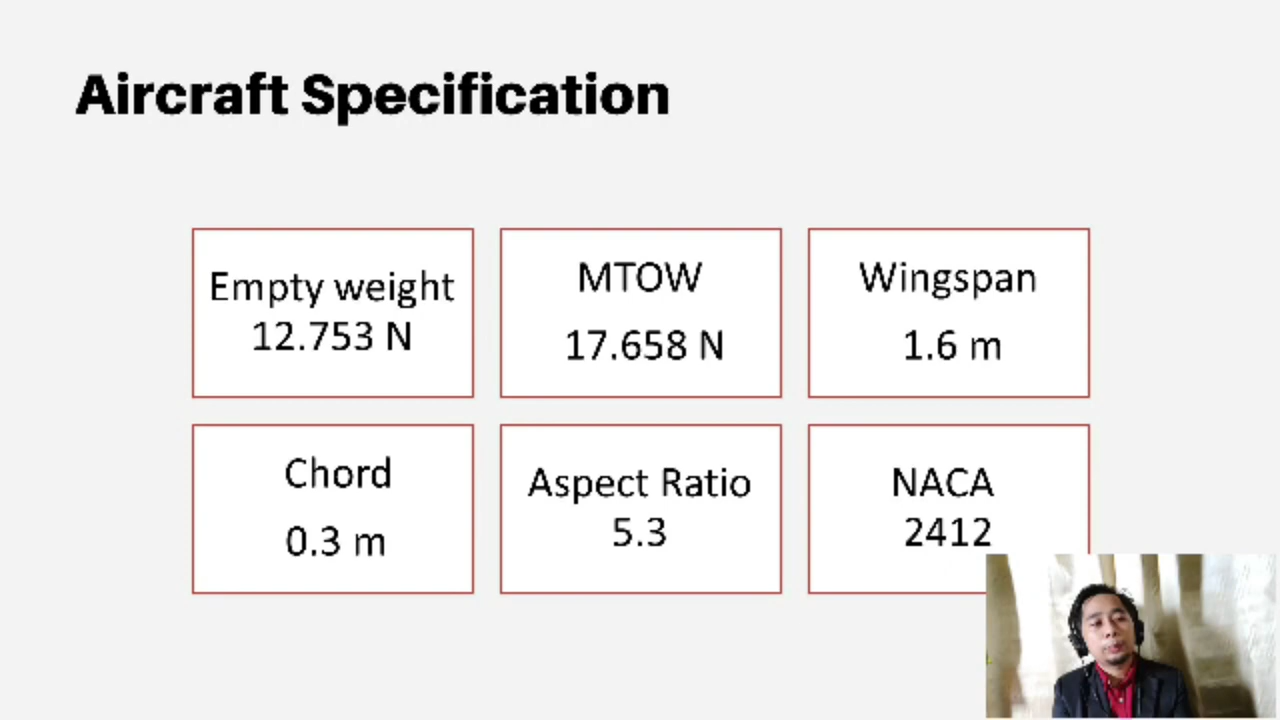 Aircraft Specification
Empty weight
12.753 N
MTOW
17.658 N
Wingspan
1.6 m
Chord
0.3 m
Aspect Ratio
5.3
NACA
2412